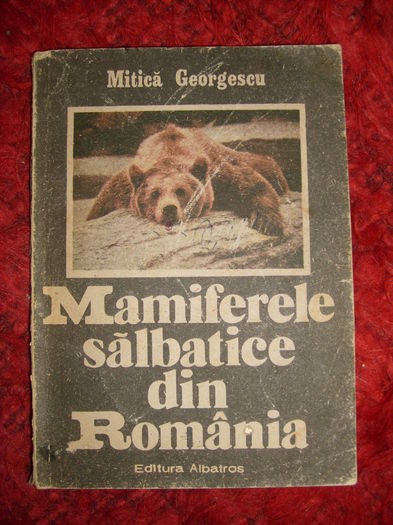 Mitică Georgescu
Mamiferele
sălbatice
din
România
Editura Albatros